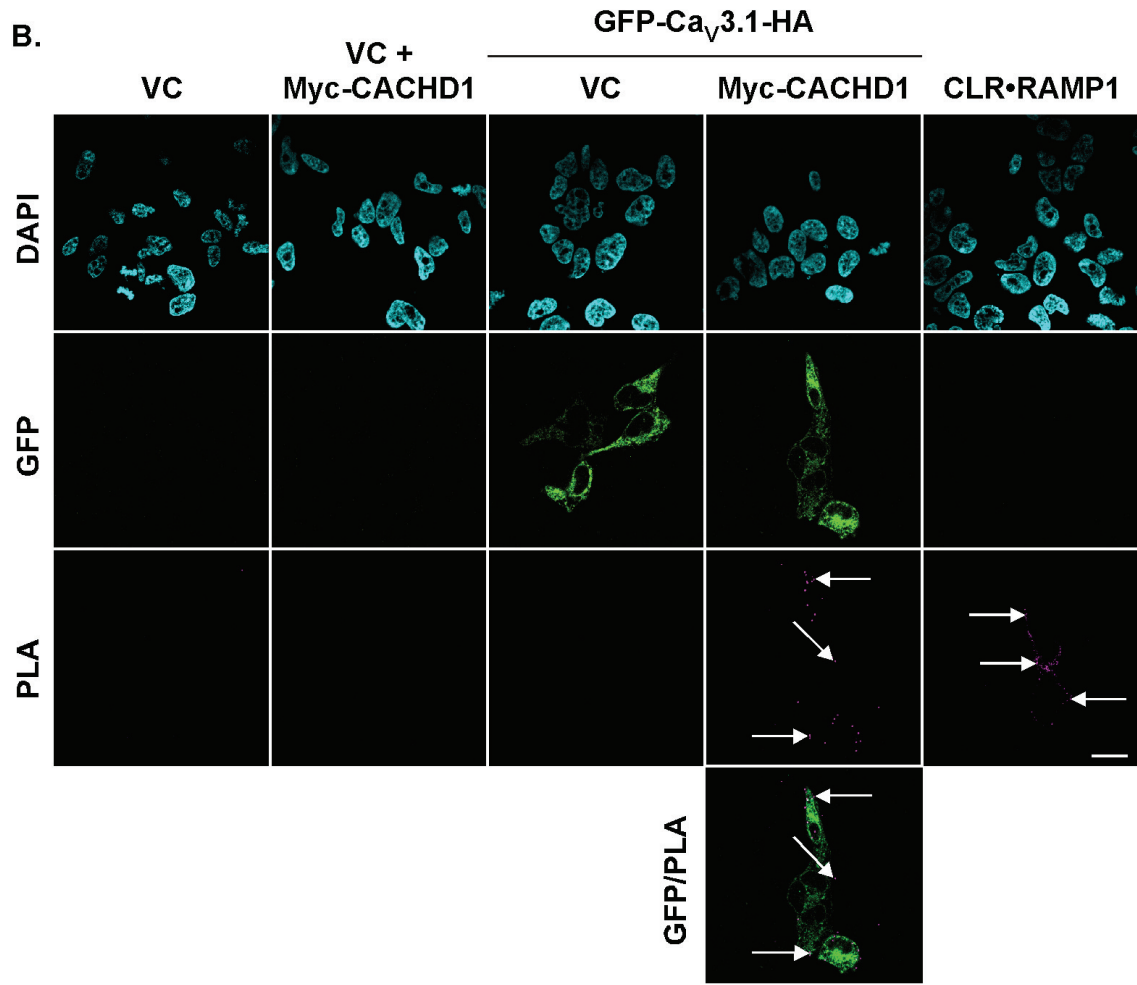 B.
GFP-CaV3.1-HA
VC
VC +
Myc-CACHD1
VC
Myc-CACHD1
CLR•RAMP1
DAPI
GFP
PLA
GFP/PLA